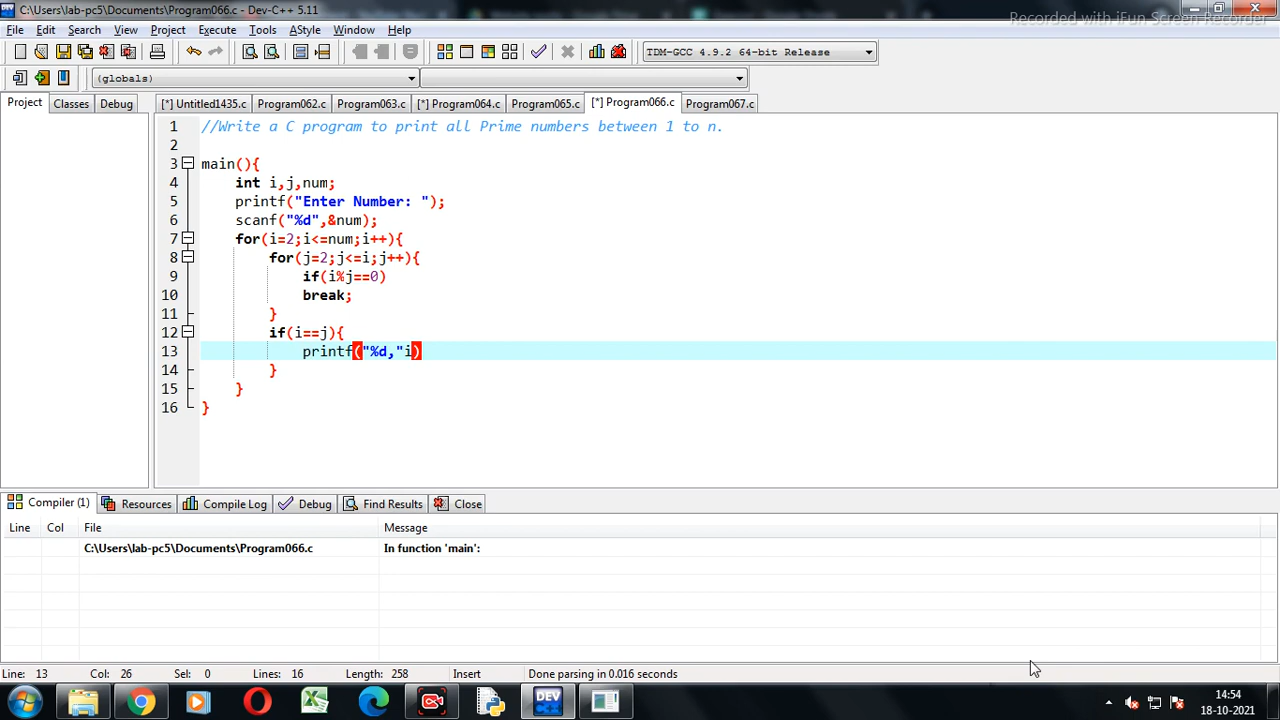 C:\Users\lab-pc5\Documents\Program066.c - Dev-C++ 5.11
Recorded with iFun Screen Recorder
File Edit Search View Project Execute Tools AStyle Window Help
TDM-GCC 4.9.2 64-bit Release
(globals)
Project Classes Debug [*] Untitled1435.c Program062.c Program063.c [*] Program064.c Program065.c [*] Program066.c Program067.c
1 //Write a C program to print all Prime numbers between 1 to n.
2
3 main(){
4 int i,j,num;
5 printf("Enter Number: ");
6 scanf("%d",&num);
7 for(i=2;i<=num;i++){
8 for(j=2;j<=i;j++){
9 if(i%j==0)
10 break;
11 }
12 if(i==j){
13 printf("%d,"i)
14 }
15 }
16 }
Compiler (1) Resources Compile Log Debug Find Results Close
Line Col File Message
C:\Users\lab-pc5\Documents\Program066.c In function 'main':
Line: 13 Col: 26 Sel: 0 Lines: 16 Length: 258 Insert Done parsing in 0.016 seconds
DEV C++
14:54
18-10-2021